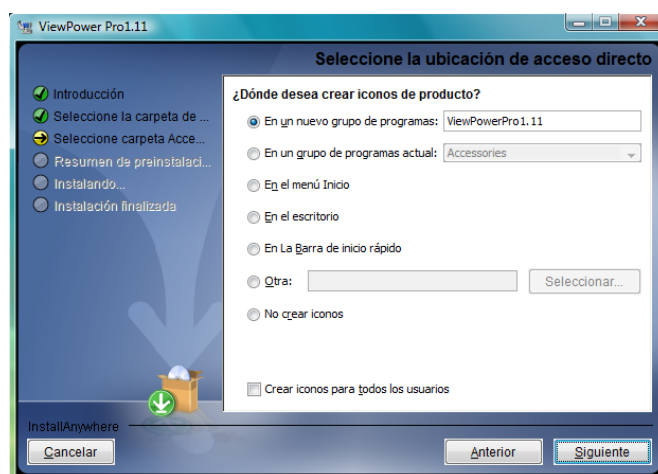 ViewPower Pro1.11
Seleccione la ubicación de acceso directo
Introducción
Seleccione la carpeta de ...
Seleccione carpeta Acce...
Resumen de preinstalaci...
Instalando...
Instalación finalizada
¿Dónde desea crear iconos de producto?
En un nuevo grupo de programas: ViewPowerPro1.11
En un grupo de programas actual: Accessories
En el menú Inicio
En el escritorio
En La Barra de inicio rápido
Otra: Seleccionar...
No crear iconos
Crear iconos para todos los usuarios
InstallAnywhere
Cancelar Anterior Siguiente